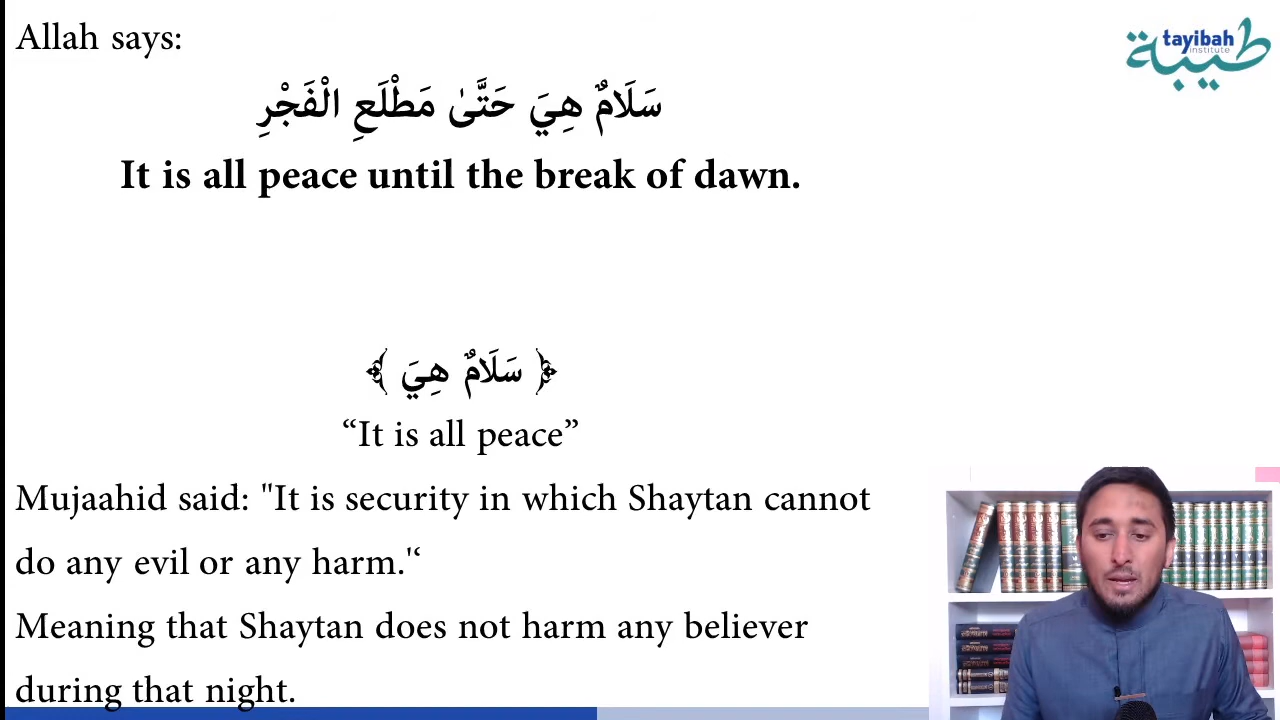 Allah says:
tayibah
institute
طيبة
سَلَامٌ هِيَ حَتَّىٰ مَطْلَعِ الْفَجْرِ
It is all peace until the break of dawn.
﴿ سَلَامٌ هِيَ ﴾
“It is all peace”
Mujaahid said: "It is security in which Shaytan cannot
do any evil or any harm.'‘
Meaning that Shaytan does not harm any believer
during that night.